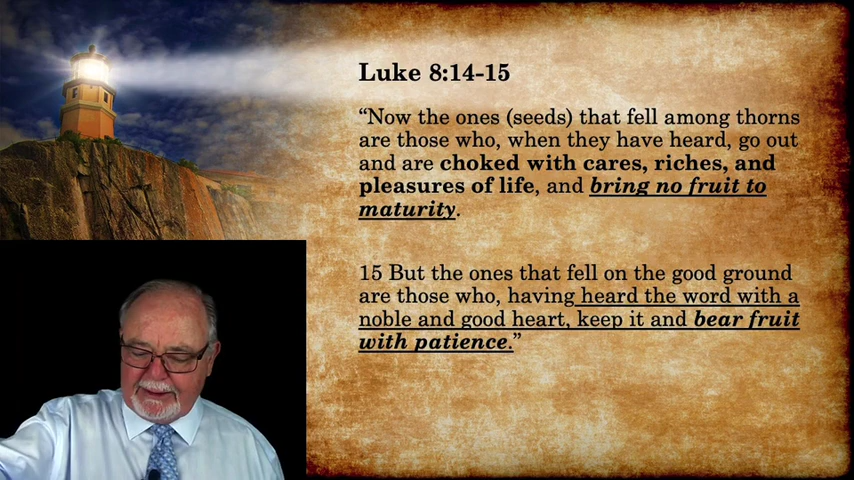 Luke 8:14-15
“Now the ones (seeds) that fell among thorns
are those who, when they have heard, go out
and are choked with cares, riches, and
pleasures of life, and bring no fruit to
maturity.
15 But the ones that fell on the good ground
are those who, having heard the word with a
noble and good heart, keep it and bear fruit
with patience.”